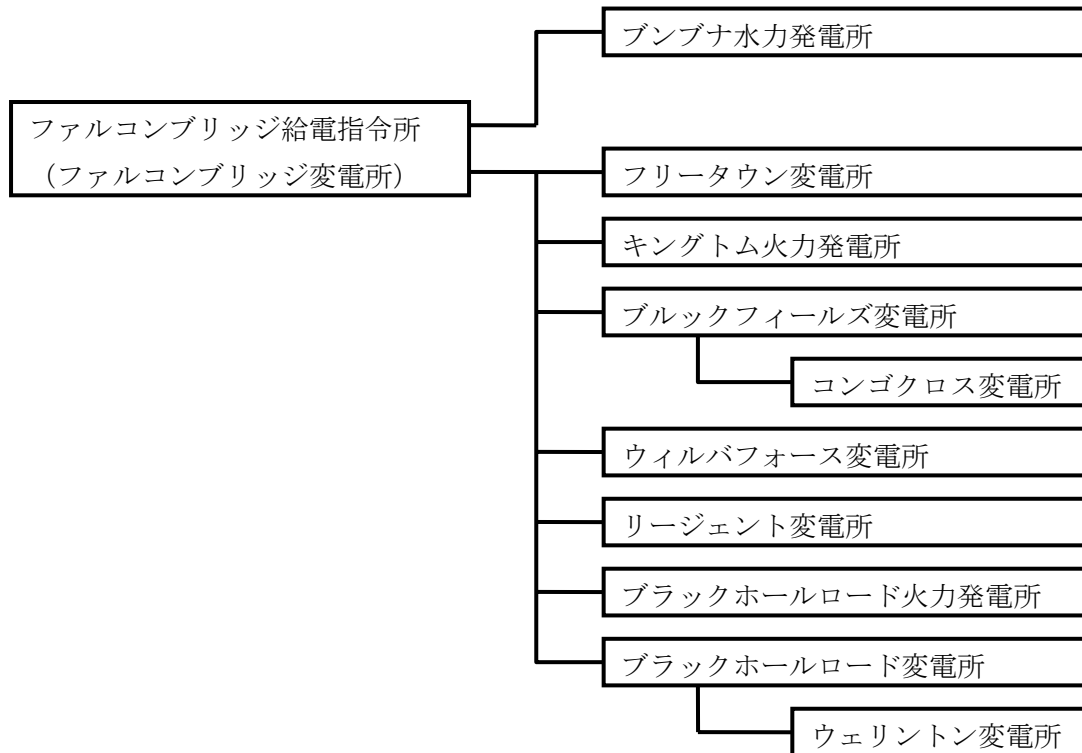 ブンブナ水力発電所
ファルコンブリッジ給電指令所
(ファルコンブリッジ変電所)
フリータウン変電所
キングトム火力発電所
ブルックフィールズ変電所
コンゴクロス変電所
ウィルバフォース変電所
リージェント変電所
ブラックホールロード火力発電所
ブラックホールロード変電所
ウェリントン変電所